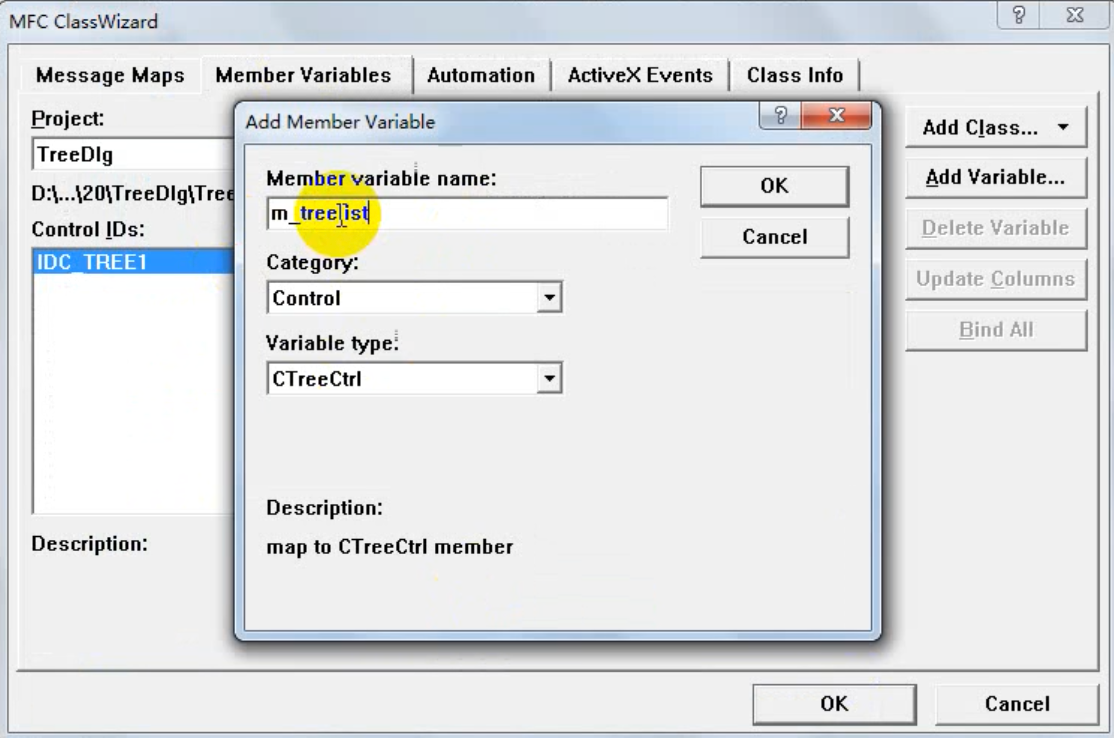 MFC ClassWizard
Message Maps
Member Variables
Automation
ActiveX Events
Class Info
Project:
TreeDlg
D:\...\20\TreeDlg\Tree
Control IDs:
IDC_TREE1
Description:
Add Member Variable
Member variable name:
m_treelist
Category:
Control
Variable type:
CTreeCtrl
Description:
map to CTreeCtrl member
OK
Cancel
Add Class...
Add Variable...
Delete Variable
Update Columns
Bind All
OK
Cancel